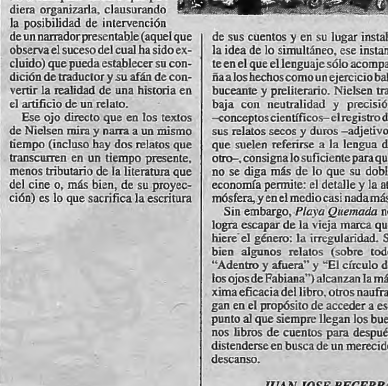 diera organizarla, clausurando
la posibilidad de intervención
de un narrador presentable (aquel que
observa el suceso del cual ha sido ex-
cluido) que pueda establecer su con-
dición de traductor y su afán de con-
vertir la realidad de una historia en
el artificio de un relato.
Ese ojo directo que en los textos
de Nielsen mira y narra a un mismo
tiempo (incluso hay dos relatos que
transcurren en un tiempo presente,
menos tributario de la literatura que
del cine o, más bien, de su proyec-
ción) es lo que sacrifica la escritura
de sus cuentos y en su lugar instal
la idea de lo simultáneo, ese instan
te en el que el lenguaje sólo acompa
ña a los hechos como un ejercicio bal
buceante y preliterario. Nielsen tra
baja con neutralidad y precisió
–conceptos científicos– el registro d
sus relatos secos y duros –adjetivo
que suelen referirse a la lengua d
otro–, consigna lo suficiente para qu
no se diga más de lo que su dobl
economía permite: el detalle y la at
mósfera, y en el medio casi nada más
Sin embargo, Playa Quemada n
logra escapar de la vieja marca qu
hiere el género: la irregularidad. S
bien algunos relatos (sobre tod
"Adentro y afuera" y "El círculo d
los ojos de Fabiana") alcanzan la má
xima eficacia del libro, otros naufra
gan en el propósito de acceder a es
punto al que siempre llegan los bue
nos libros de cuentos para despué
distenderse en busca de un merecid
descanso.
JUAN JOSE BECERR